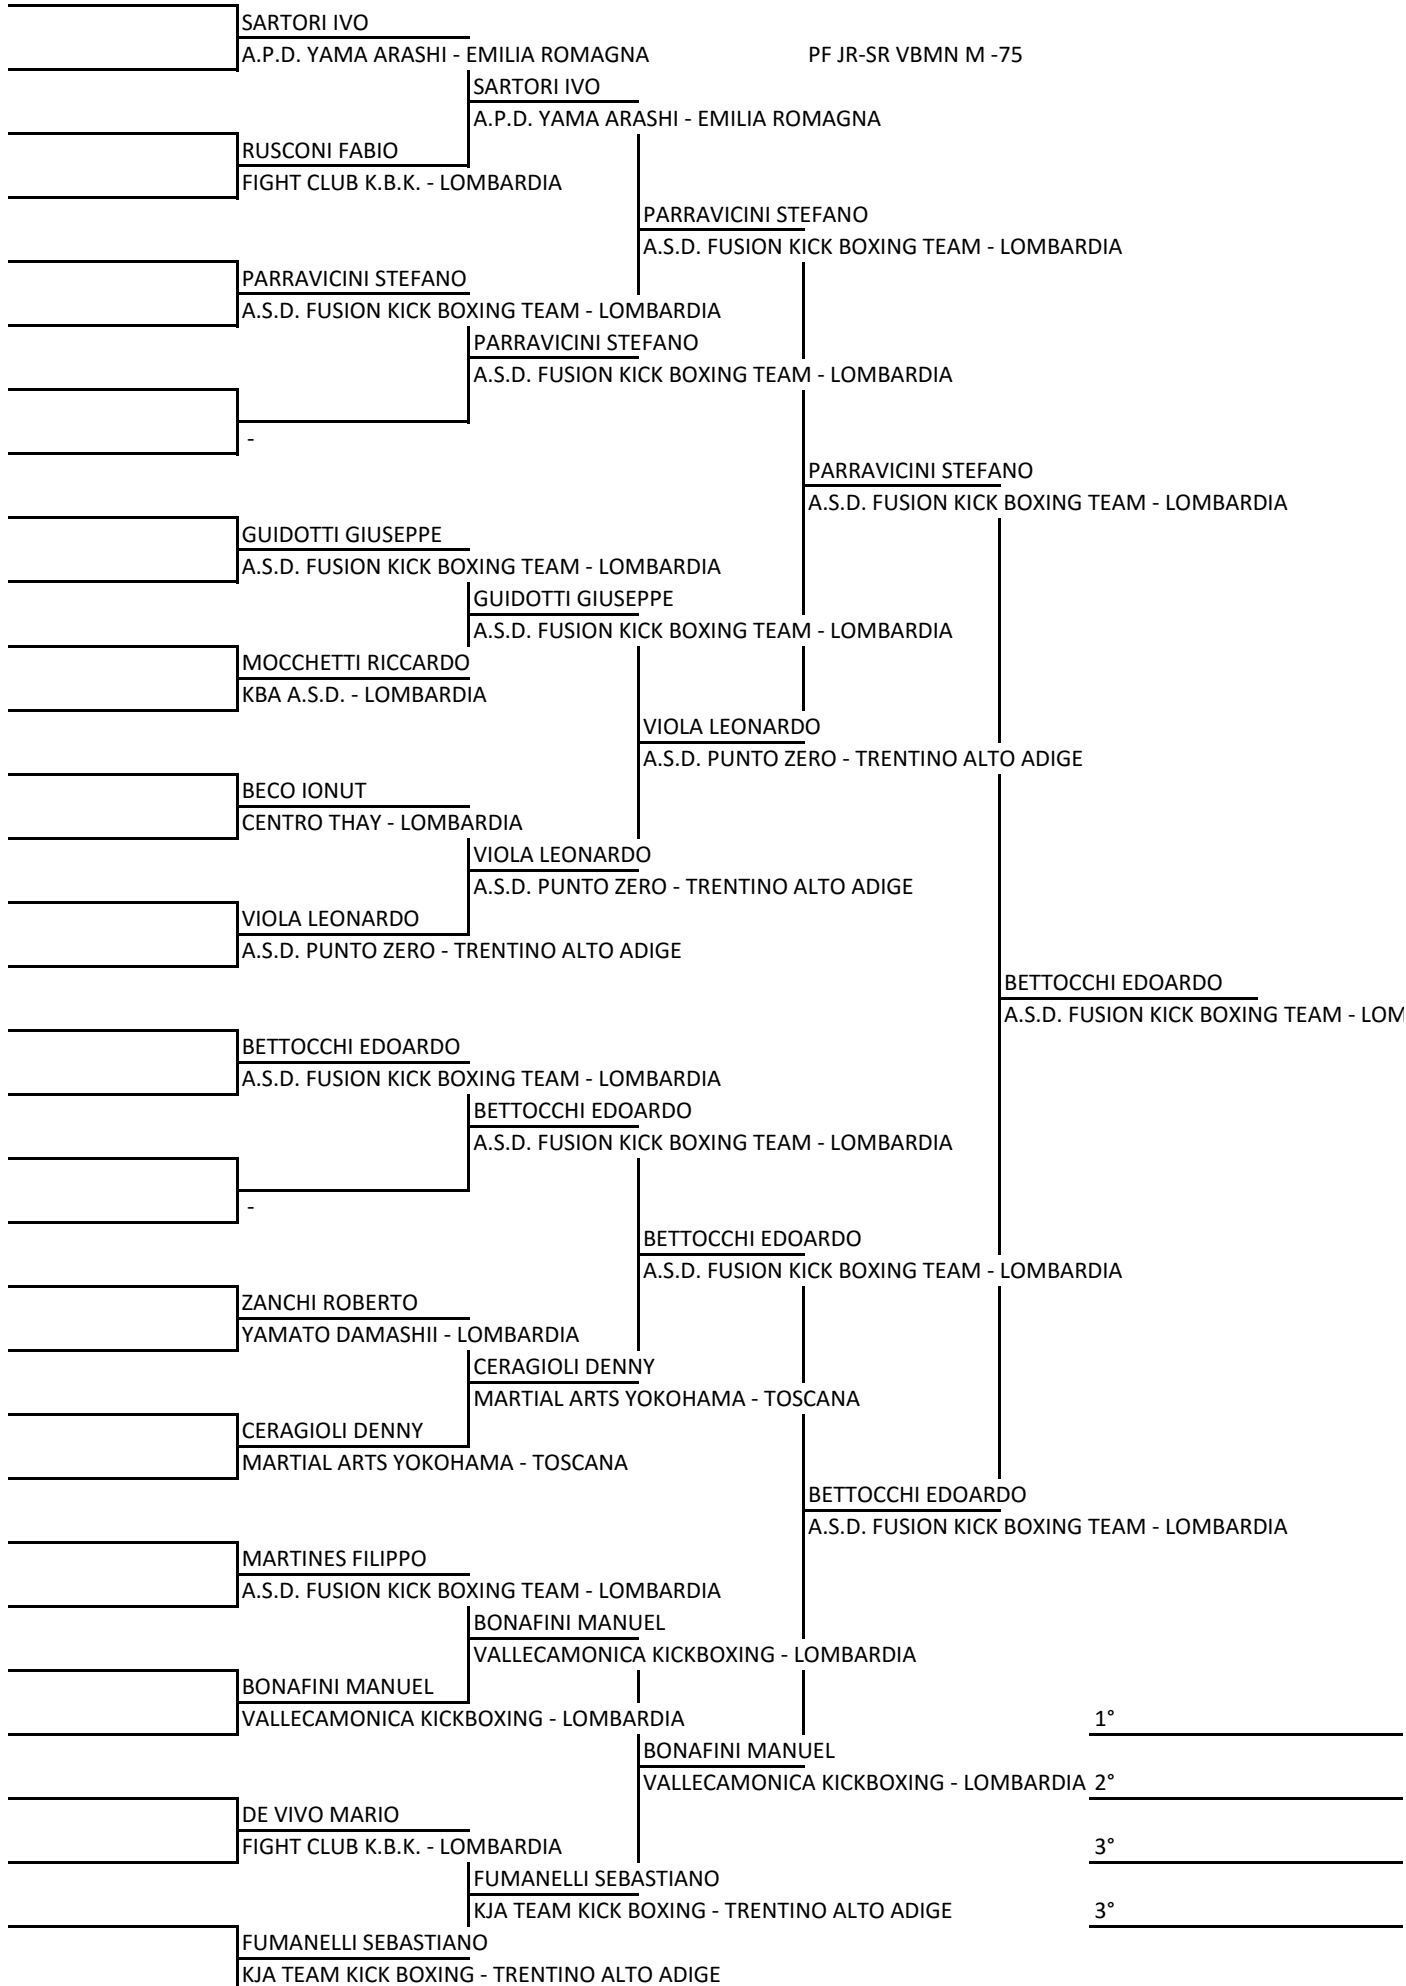 SARTORI IVO
A.P.D. YAMA ARASHI - EMILIA ROMAGNA
PF JR-SR VBMN M -75
SARTORI IVO
A.P.D. YAMA ARASHI - EMILIA ROMAGNA
RUSCONI FABIO
FIGHT CLUB K.B.K. - LOMBARDIA
PARRAVICINI STEFANO
A.S.D. FUSION KICK BOXING TEAM - LOMBARDIA
PARRAVICINI STEFANO
A.S.D. FUSION KICK BOXING TEAM - LOMBARDIA
PARRAVICINI STEFANO
A.S.D. FUSION KICK BOXING TEAM - LOMBARDIA
-
PARRAVICINI STEFANO
A.S.D. FUSION KICK BOXING TEAM - LOMBARDIA
GUIDOTTI GIUSEPPE
A.S.D. FUSION KICK BOXING TEAM - LOMBARDIA
GUIDOTTI GIUSEPPE
A.S.D. FUSION KICK BOXING TEAM - LOMBARDIA
MOCCHETTI RICCARDO
KBA A.S.D. - LOMBARDIA
VIOLA LEONARDO
A.S.D. PUNTO ZERO - TRENTINO ALTO ADIGE
BECO IONUT
CENTRO THAY - LOMBARDIA
VIOLA LEONARDO
A.S.D. PUNTO ZERO - TRENTINO ALTO ADIGE
VIOLA LEONARDO
A.S.D. PUNTO ZERO - TRENTINO ALTO ADIGE
BETTOCCHI EDOARDO
A.S.D. FUSION KICK BOXING TEAM - LOM
BETTOCCHI EDOARDO
A.S.D. FUSION KICK BOXING TEAM - LOMBARDIA
BETTOCCHI EDOARDO
A.S.D. FUSION KICK BOXING TEAM - LOMBARDIA
-
BETTOCCHI EDOARDO
A.S.D. FUSION KICK BOXING TEAM - LOMBARDIA
ZANCHI ROBERTO
YAMATO DAMASHII - LOMBARDIA
CERAGIOLI DENNY
MARTIAL ARTS YOKOHAMA - TOSCANA
CERAGIOLI DENNY
MARTIAL ARTS YOKOHAMA - TOSCANA
BETTOCCHI EDOARDO
A.S.D. FUSION KICK BOXING TEAM - LOMBARDIA
MARTINES FILIPPO
A.S.D. FUSION KICK BOXING TEAM - LOMBARDIA
BONAFINI MANUEL
VALLECAMONICA KICKBOXING - LOMBARDIA
BONAFINI MANUEL
VALLECAMONICA KICKBOXING - LOMBARDIA
1°
BONAFINI MANUEL
VALLECAMONICA KICKBOXING - LOMBARDIA
2°
DE VIVO MARIO
FIGHT CLUB K.B.K. - LOMBARDIA
3°
FUMANELLI SEBASTIANO
KJA TEAM KICK BOXING - TRENTINO ALTO ADIGE
3°
FUMANELLI SEBASTIANO
KJA TEAM KICK BOXING - TRENTINO ALTO ADIGE